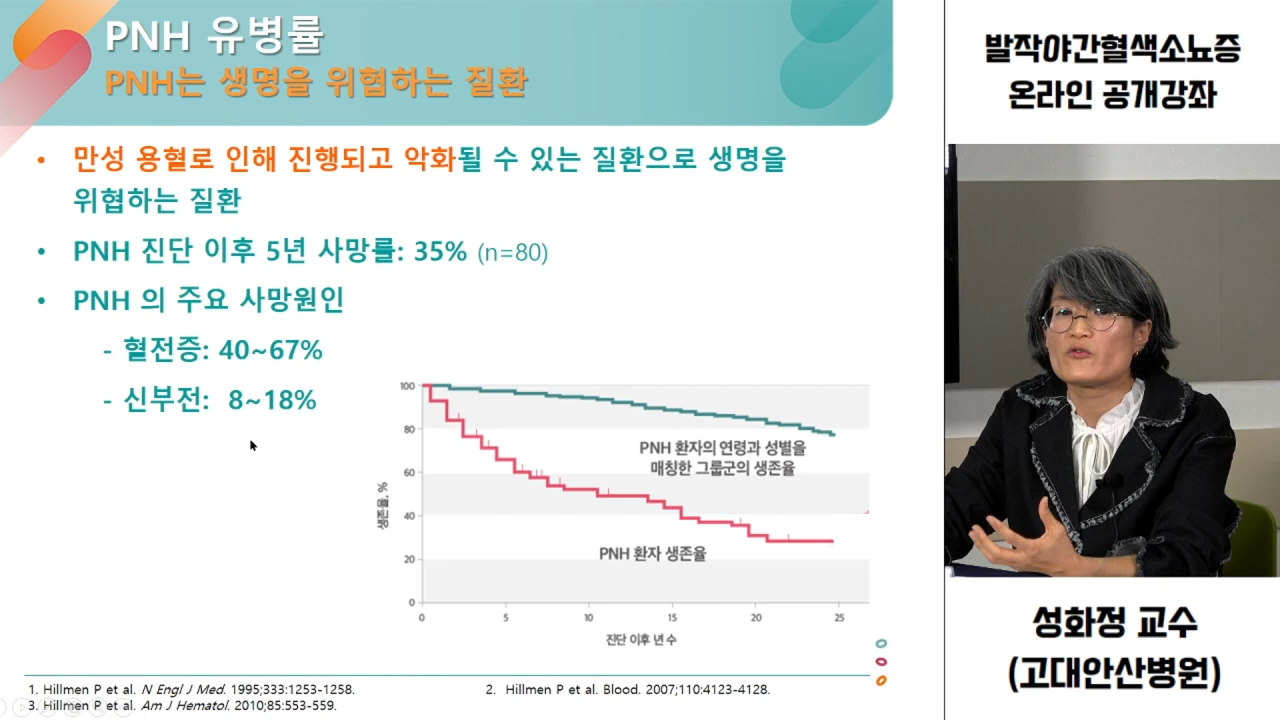 PNH 유병률
PNH는 생명을 위협하는 질환
• 만성 용혈로 인해 진행되고 악화될 수 있는 질환으로 생명을
위협하는 질환
• PNH 진단 이후 5년 사망률: 35% (n=80)
• PNH 의 주요 사망원인
- 혈전증: 40~67%
- 신부전: 8~18%
생존율, %
100
80
60
40
20
0
PNH 환자의 연령과 성별을
매칭한 그룹군의 생존율
PNH 환자 생존율
0 5 10 15 20 25
진단 이후 년 수
1. Hillmen P et al. N Engl J Med. 1995;333:1253-1258.
2. Hillmen P et al. Blood. 2007;110:4123-4128.
3. Hillmen P et al. Am J Hematol. 2010;85:553-559.
발작야간혈색소뇨증
온라인 공개강좌
성화정 교수
(고대안산병원)